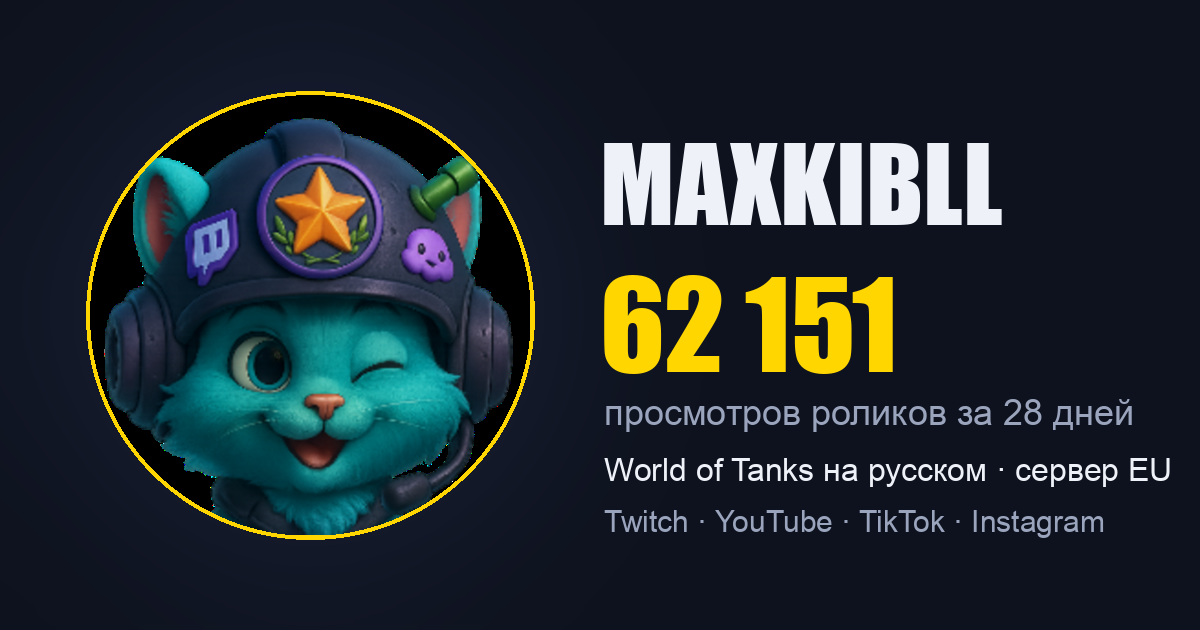 MAXKIBLL
62 151
просмотров роликов за 28 дней
World of Tanks на русском · сервер EU
Twitch · YouTube · TikTok · Instagram